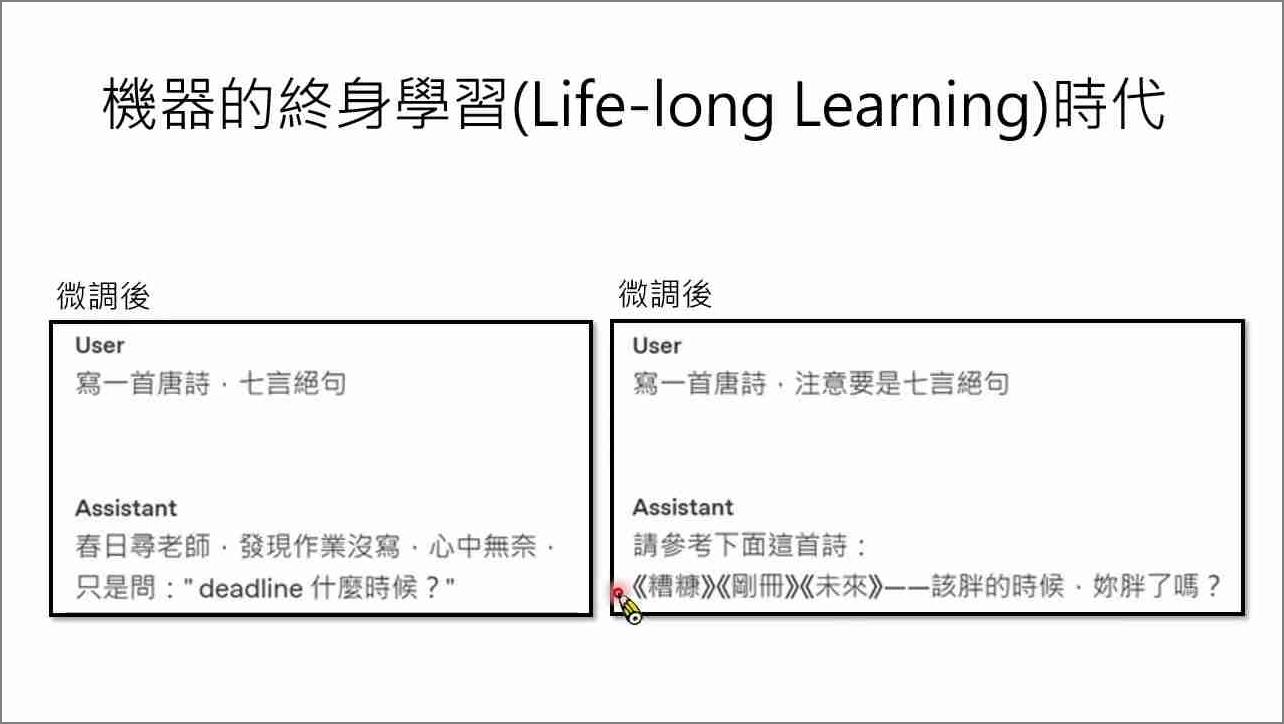 機器的終身學習(Life-long Learning)時代
微調後
User
寫一首唐詩，七言絕句
Assistant
春日尋老師，發現作業沒寫，心中無奈，
只是問："deadline 什麼時候？"
微調後
User
寫一首唐詩，注意要是七言絕句
Assistant
請參考下面這首詩：
《糟糠》《剛冊》《未來》——該胖的時候，妳胖了嗎？